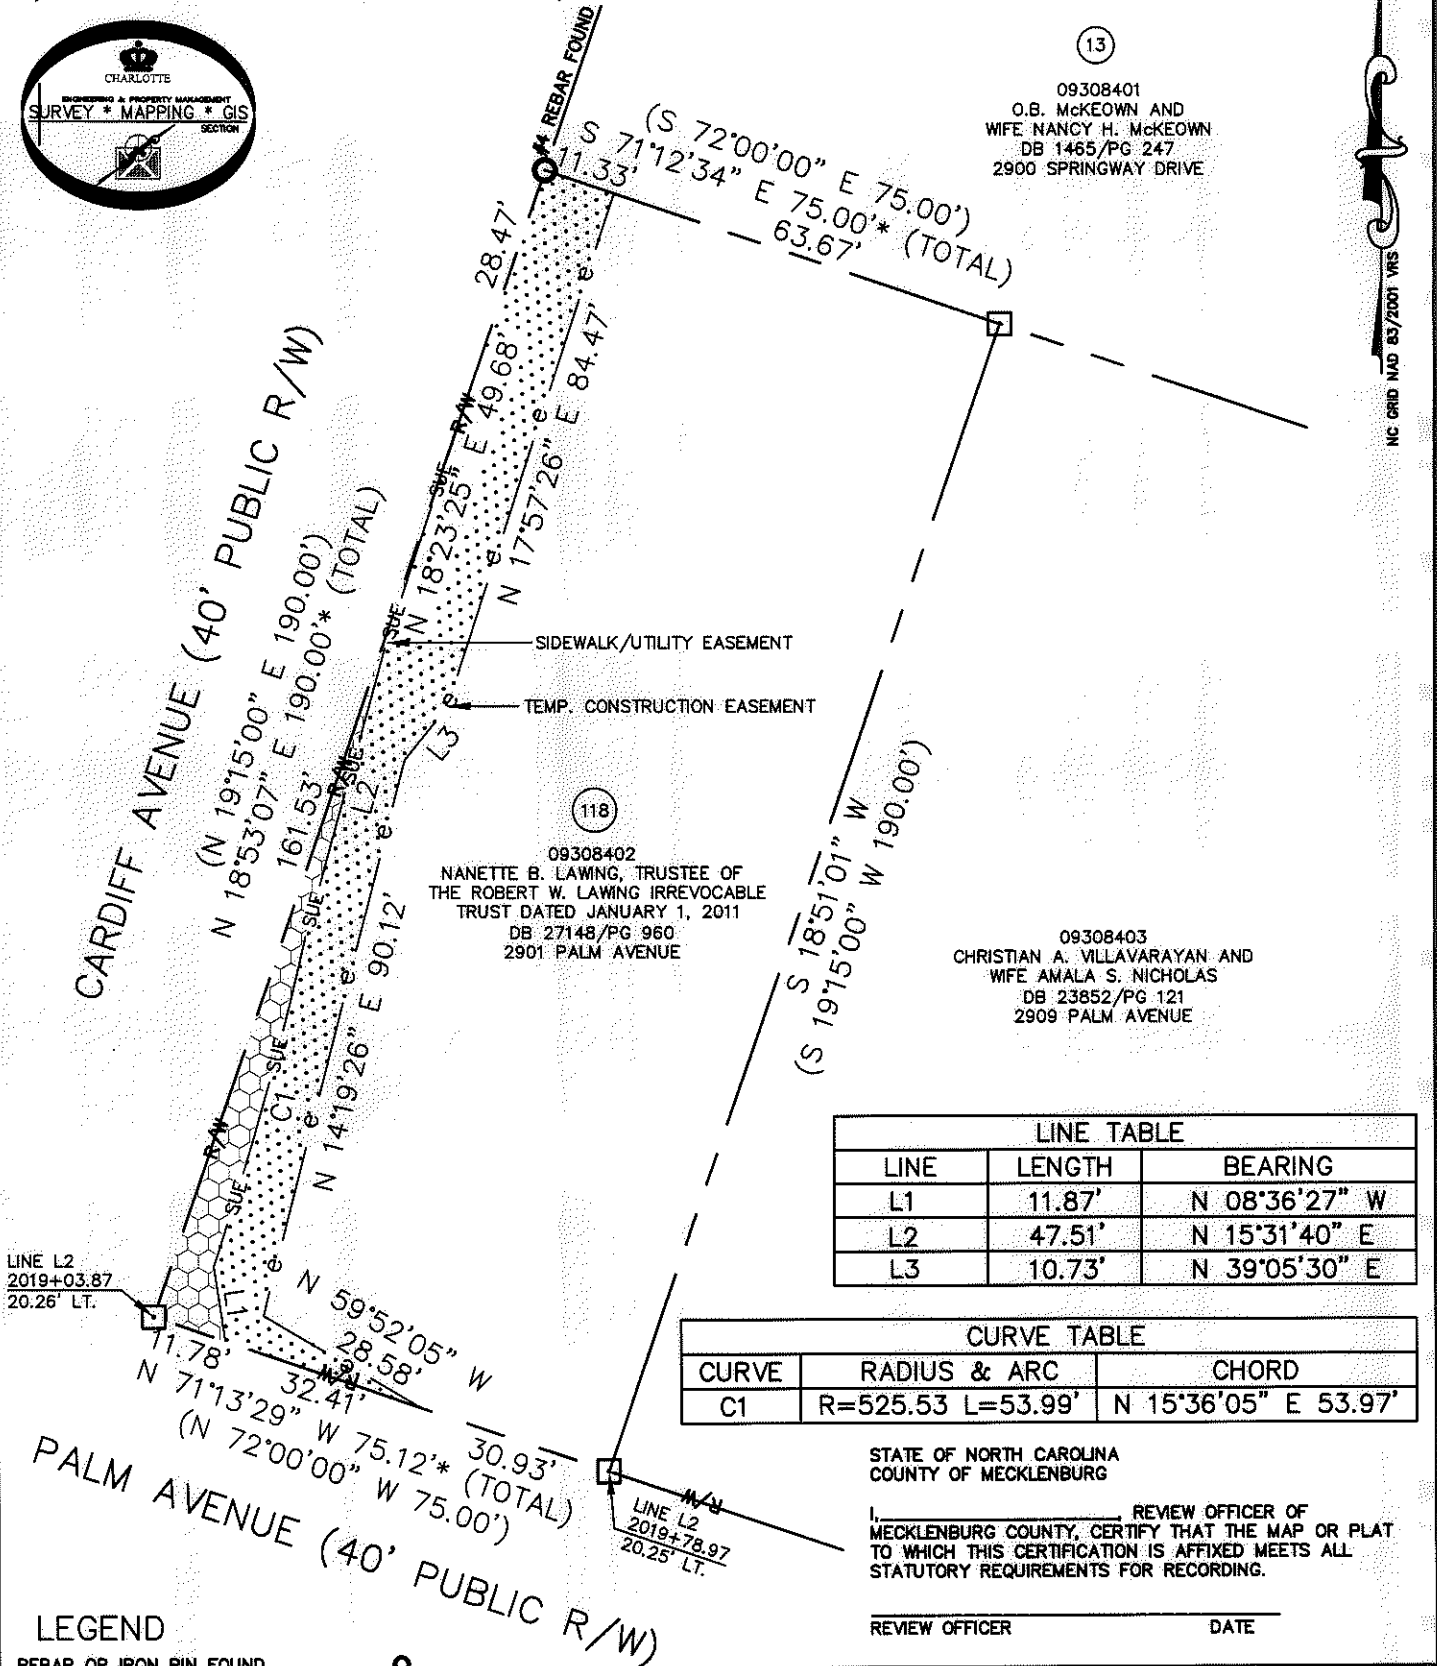 CHARLOTTE
ENGINEERING & PROPERTY MANAGEMENT
SURVEY * MAPPING * GIS
SECTION
#4 REBAR FOUND
(S 72°00'00" E 75.00')
S 71°12'34" E 75.00'* (TOTAL)
11.33'
63.67'
13
09308401
O.B. McKEOWN AND
WIFE NANCY H. McKEOWN
DB 1465/PG 247
2900 SPRINGWAY DRIVE
NC GRID NAD 83/2001 VRS
28.47'
R/W
SUE
N 18°23'25" E 49.68'
e
e
e
N 17°57'26" E 84.47'
CARDIFF AVENUE (40' PUBLIC R/W)
(N 19°15'00" E 190.00')
N 18°53'07" E 190.00'* (TOTAL)
161.53'
SUE
SIDEWALK/UTILITY EASEMENT
e
TEMP. CONSTRUCTION EASEMENT
L3
R/W
SUE
L2
e
118
09308402
NANETTE B. LAWING, TRUSTEE OF
THE ROBERT W. LAWING IRREVOCABLE
TRUST DATED JANUARY 1, 2011
DB 27148/PG 960
2901 PALM AVENUE
S 18°51'01" W
(S 19°15'00" W 190.00')
09308403
CHRISTIAN A. VILLAVARAYAN AND
WIFE AMALA S. NICHOLAS
DB 23852/PG 121
2909 PALM AVENUE
SUE
e
N 14°19'26" E 90.12'
SUE
C1
e
R/W
SUE
e
LINE TABLE
LINE LENGTH BEARING
L1 11.87' N 08°36'27" W
L2 47.51' N 15°31'40" E
L3 10.73' N 39°05'30" E
LINE L2
2019+03.87
20.26' LT.
L1
N 59°52'05" W
28.58'
e
11.78'
32.41'
R/W
30.93'
N 71°13'29" W 75.12'* (TOTAL)
(N 72°00'00" W 75.00')
CURVE TABLE
CURVE RADIUS & ARC CHORD
C1 R=525.53 L=53.99' N 15°36'05" E 53.97'
PALM AVENUE (40' PUBLIC R/W)
R/W
LINE L2
2019+78.97
20.25' LT.
STATE OF NORTH CAROLINA
COUNTY OF MECKLENBURG
I,____________________, REVIEW OFFICER OF
MECKLENBURG COUNTY, CERTIFY THAT THE MAP OR PLAT
TO WHICH THIS CERTIFICATION IS AFFIXED MEETS ALL
STATUTORY REQUIREMENTS FOR RECORDING.
REVIEW OFFICER DATE
LEGEND
REBAR OR IRON PIN FOUND